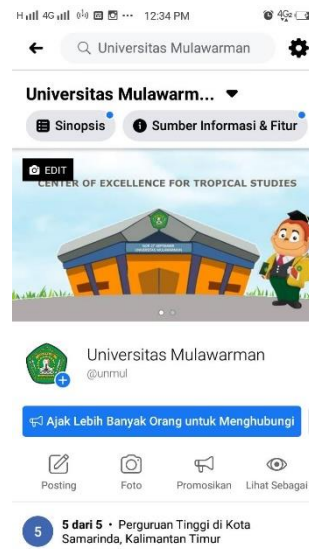 H 4G 12:34 PM 4G
Universitas Mulawarman
Universitas Mulawarm...
Sinopsis
Sumber Informasi & Fitur
EDIT
CENTER OF EXCELLENCE FOR TROPICAL STUDIES
Universitas Mulawarman
@unmul
Ajak Lebih Banyak Orang untuk Menghubungi
Posting
Foto
Promosikan
Lihat Sebagai
5
5 dari 5 · Perguruan Tinggi di Kota
Samarinda, Kalimantan Timur